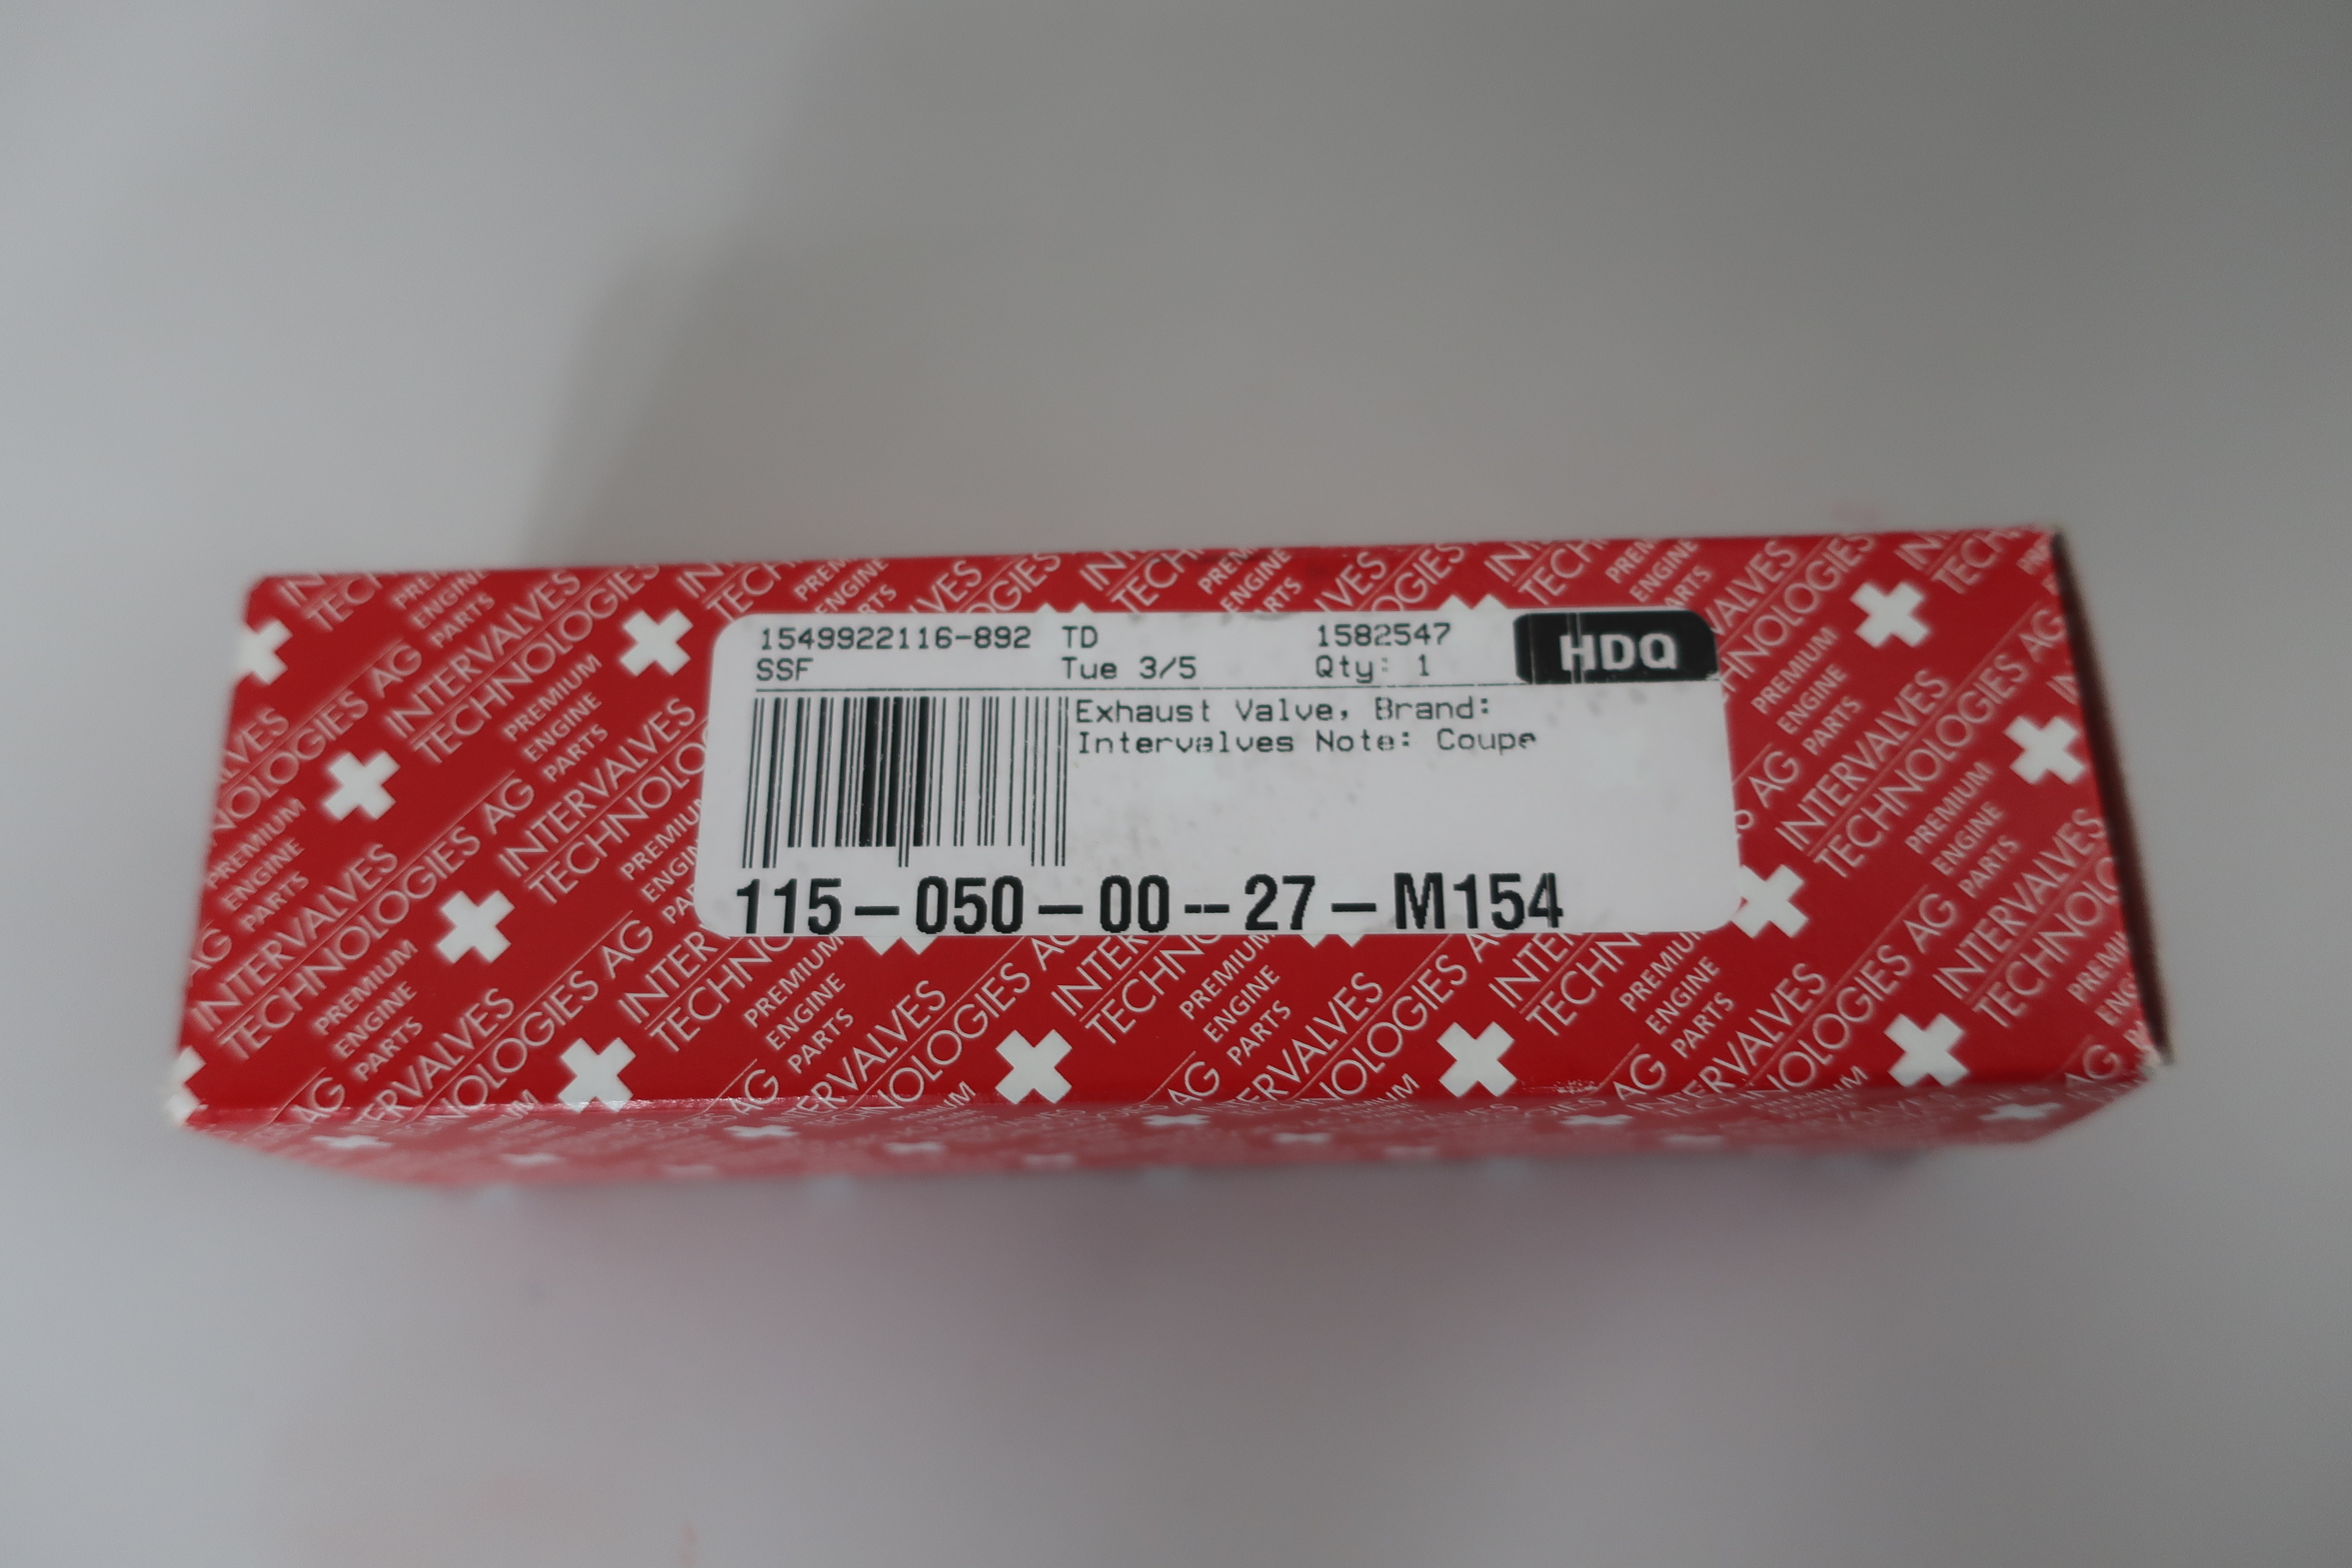 1549922116-892 TD 1582547 HDQ
SSF Tue 3/5 Qty: 1
Exhaust Valve, Brand:
Intervalves Note: Coupe
115-050-00--27-M154
INTERVALVES
TECHNOLOGIES AG
PREMIUM
ENGINE
PARTS